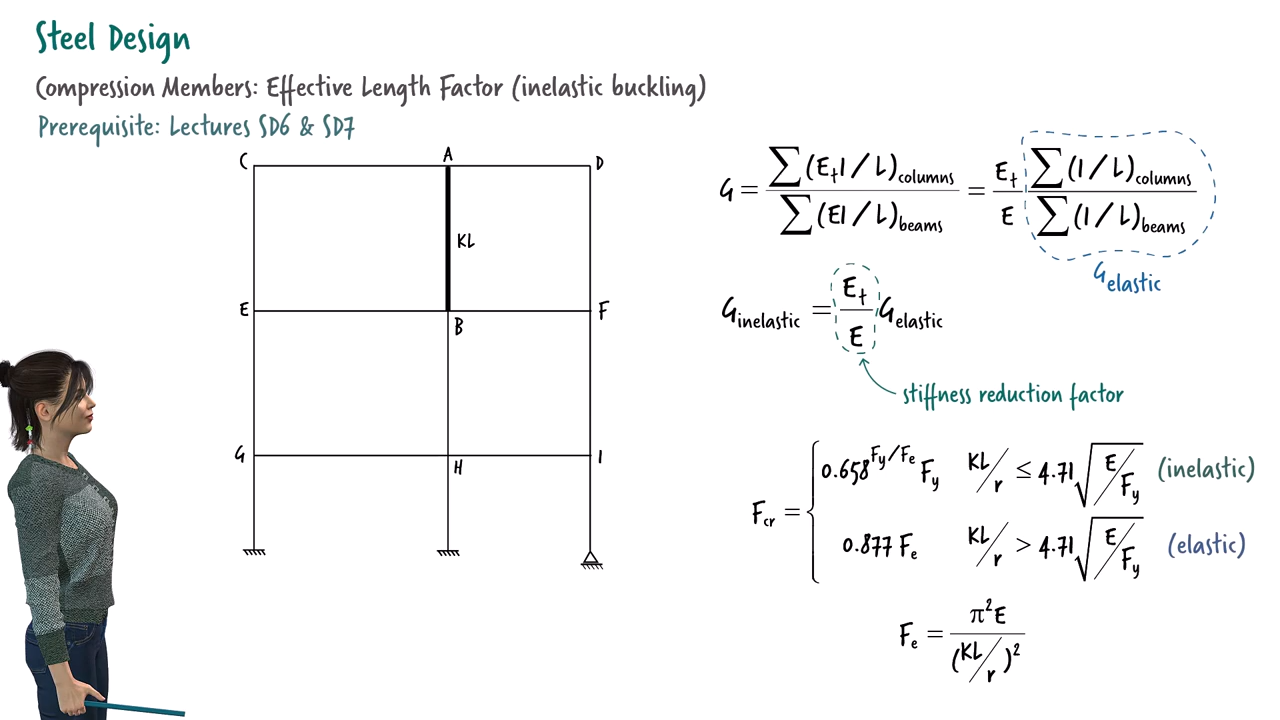 Steel Design
Compression Members: Effective Length Factor (inelastic buckling)
Prerequisite: Lectures SD6 & SD7
C A D
KL
E B F
G H I
G = ∑(EₜI/L)columns / ∑(EI/L)beams = Eₜ/E ∑(I/L)columns / ∑(I/L)beams
Gelastic
Ginelastic = Eₜ/E Gelastic
stiffness reduction factor
Fcr = { 0.658^(Fy/Fe) Fy KL/r ≤ 4.71 √(E/Fy) (inelastic)
0.877 Fe KL/r > 4.71 √(E/Fy) (elastic)
Fe = π²E / (KL/r)²